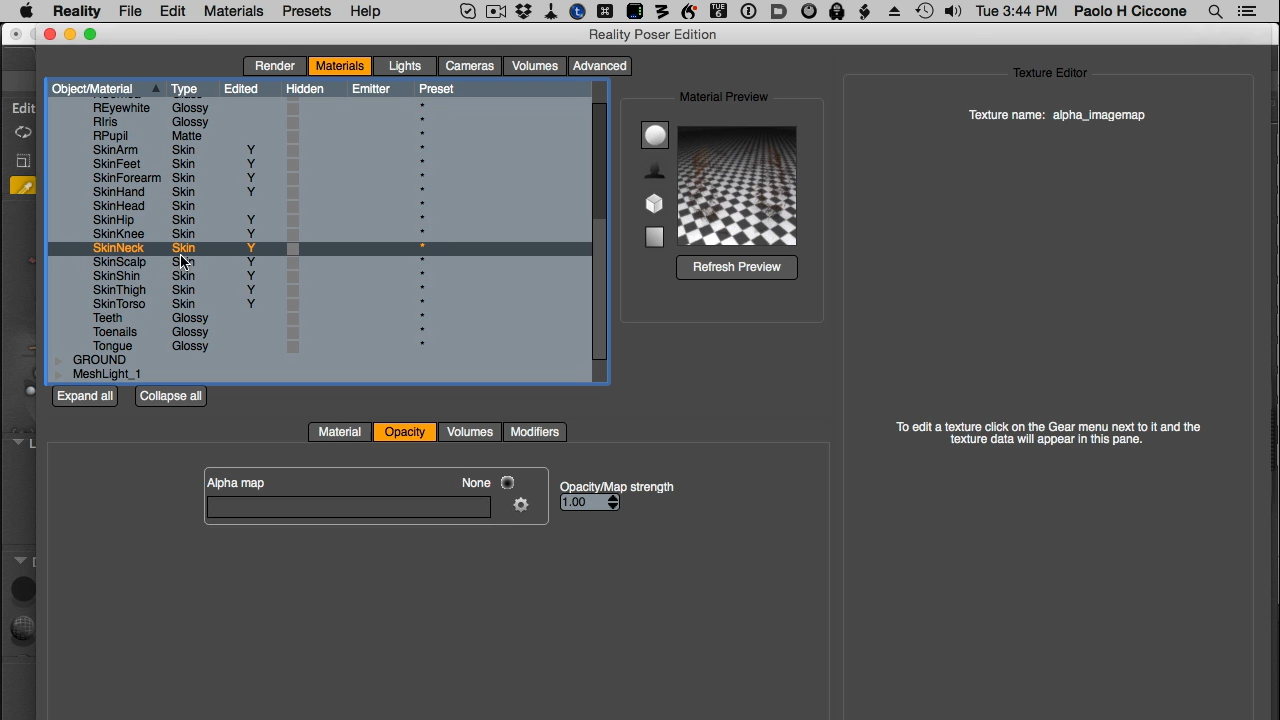 Reality File Edit Materials Presets Help TUE 6 Tue 3:44 PM Paolo H Ciccone
Reality Poser Edition
Render Materials Lights Cameras Volumes Advanced
Object/Material Type Edited Hidden Emitter Preset
REyewhite Glossy *
RIris Glossy *
RPupil Matte *
SkinArm Skin Y *
SkinFeet Skin Y *
SkinForearm Skin Y *
SkinHand Skin Y *
SkinHead Skin *
SkinHip Skin Y *
SkinKnee Skin Y *
SkinNeck Skin Y *
SkinScalp Skin Y *
SkinShin Skin Y *
SkinThigh Skin Y *
SkinTorso Skin Y *
Teeth Glossy *
Toenails Glossy *
Tongue Glossy *
GROUND
MeshLight_1
Expand all Collapse all
Edit
Material Preview
Refresh Preview
Texture Editor
Texture name: alpha_imagemap
To edit a texture click on the Gear menu next to it and the
texture data will appear in this pane.
Material Opacity Volumes Modifiers
Alpha map None
Opacity/Map strength
1.00